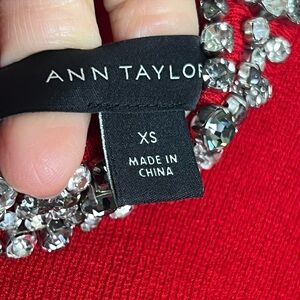 ANN TAYLOR
XS
MADE IN
CHINA